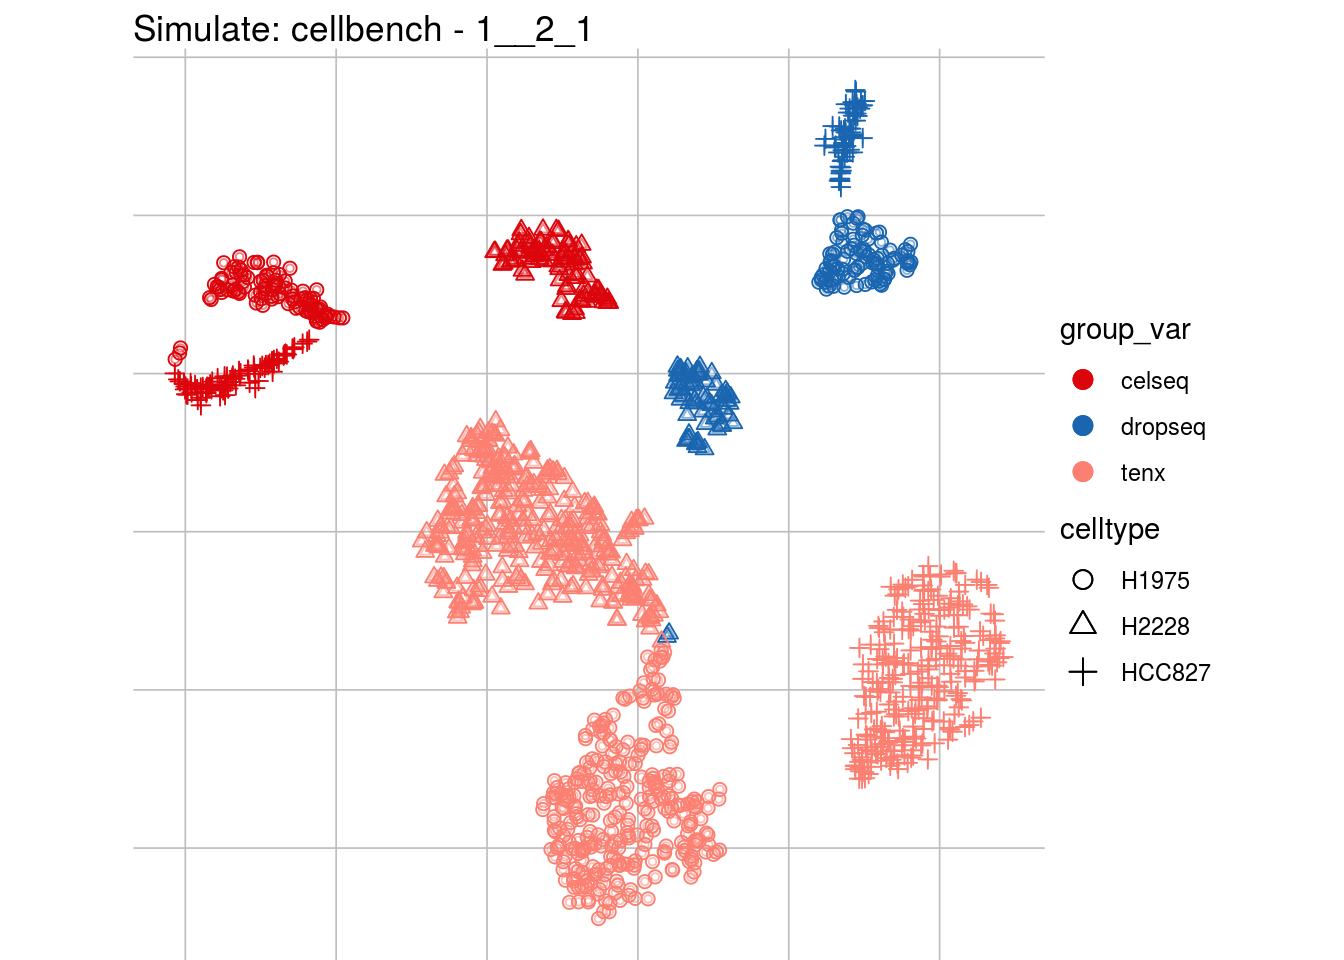 Simulate: cellbench - 1__2_1
group_var
celseq
dropseq
tenx
celltype
H1975
H2228
HCC827